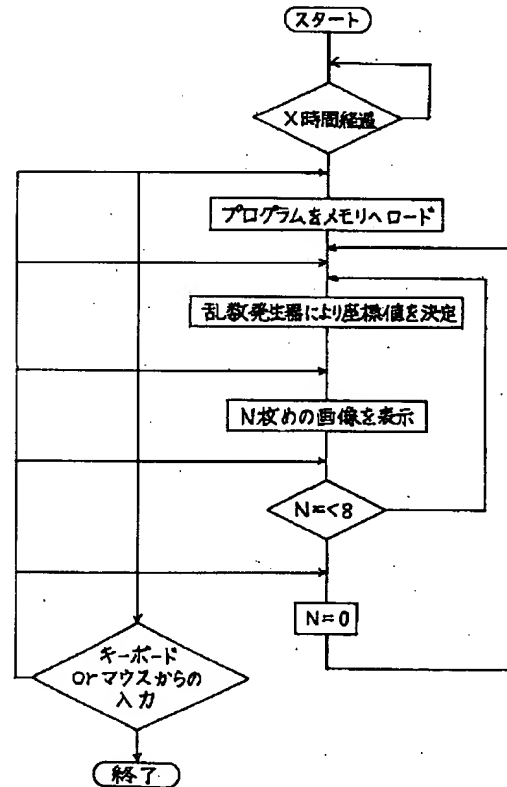 スタート
X時間経過
プログラムをメモリへロード
乱数発生器により座標値を決定
N枚めの画像を表示
N=<8
N=0
キーボード
orマウスからの
入力
終了